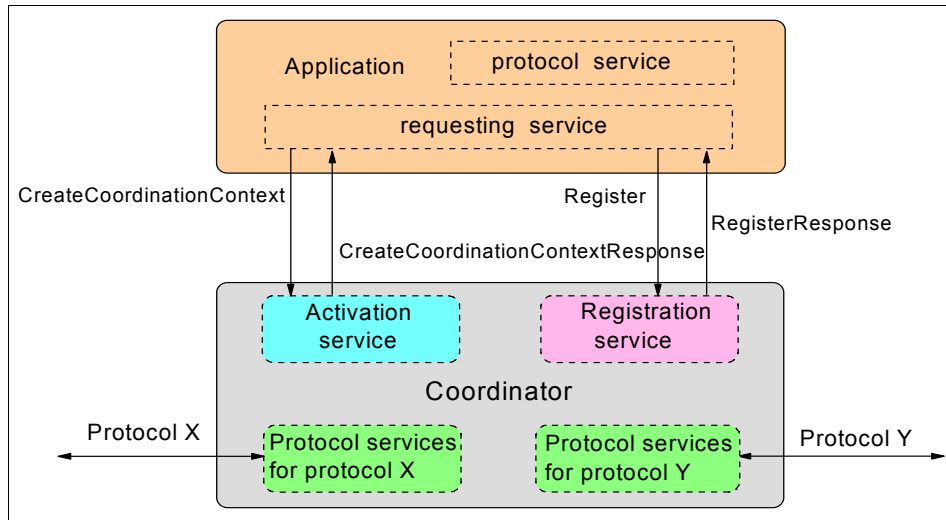 Application
protocol service
requesting service
CreateCoordinationContext
Register
RegisterResponse
CreateCoordinationContextResponse
Activation
service
Registration
service
Coordinator
Protocol X
Protocol services
for protocol X
Protocol services
for protocol Y
Protocol Y